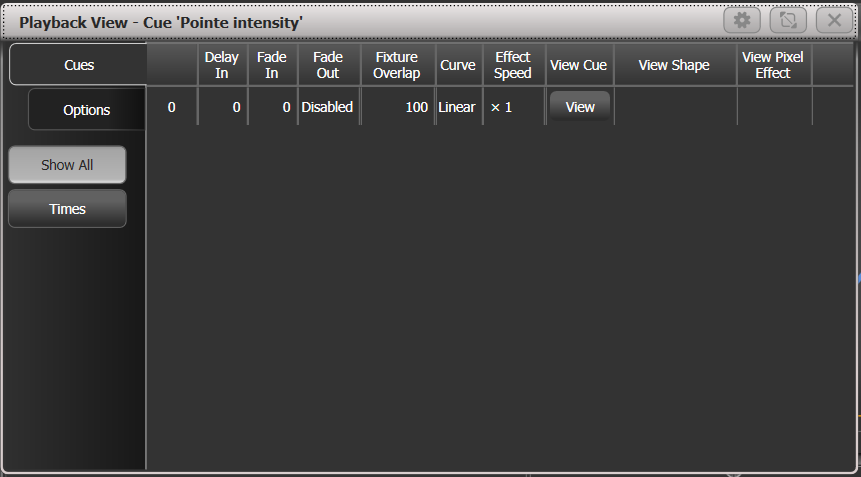 Playback View - Cue 'Pointe intensity'
Cues
Options
Show All
Times
Delay In
Fade In
Fade Out
Fixture Overlap
Curve
Effect Speed
View Cue
View Shape
View Pixel Effect
0 0 0 Disabled 100 Linear × 1 View